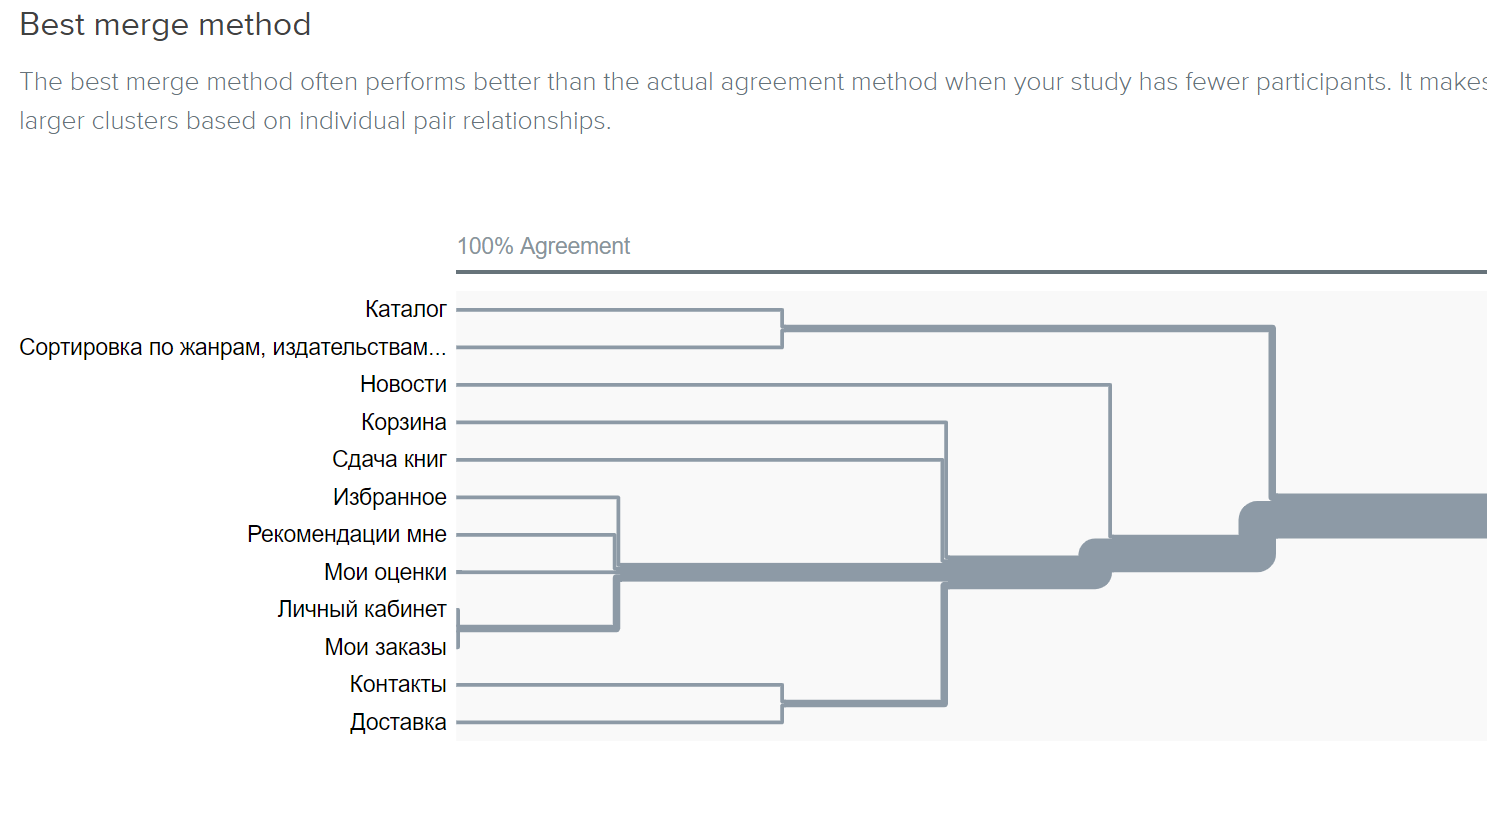 Best merge method
The best merge method often performs better than the actual agreement method when your study has fewer participants. It makes
larger clusters based on individual pair relationships.
100% Agreement
Каталог
Сортировка по жанрам, издательствам...
Новости
Корзина
Сдача книг
Избранное
Рекомендации мне
Мои оценки
Личный кабинет
Мои заказы
Контакты
Доставка